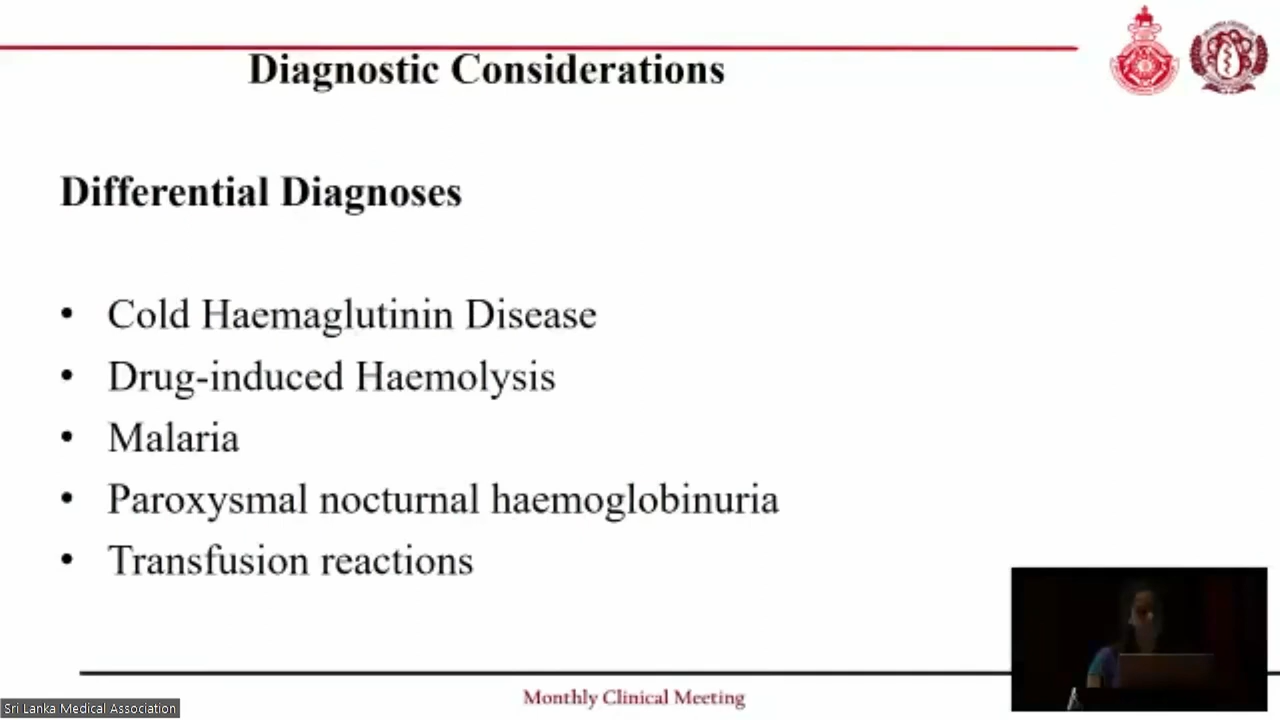 Diagnostic Considerations
Differential Diagnoses
• Cold Haemaglutinin Disease
• Drug-induced Haemolysis
• Malaria
• Paroxysmal nocturnal haemoglobinuria
• Transfusion reactions
Monthly Clinical Meeting
Sri Lanka Medical Association